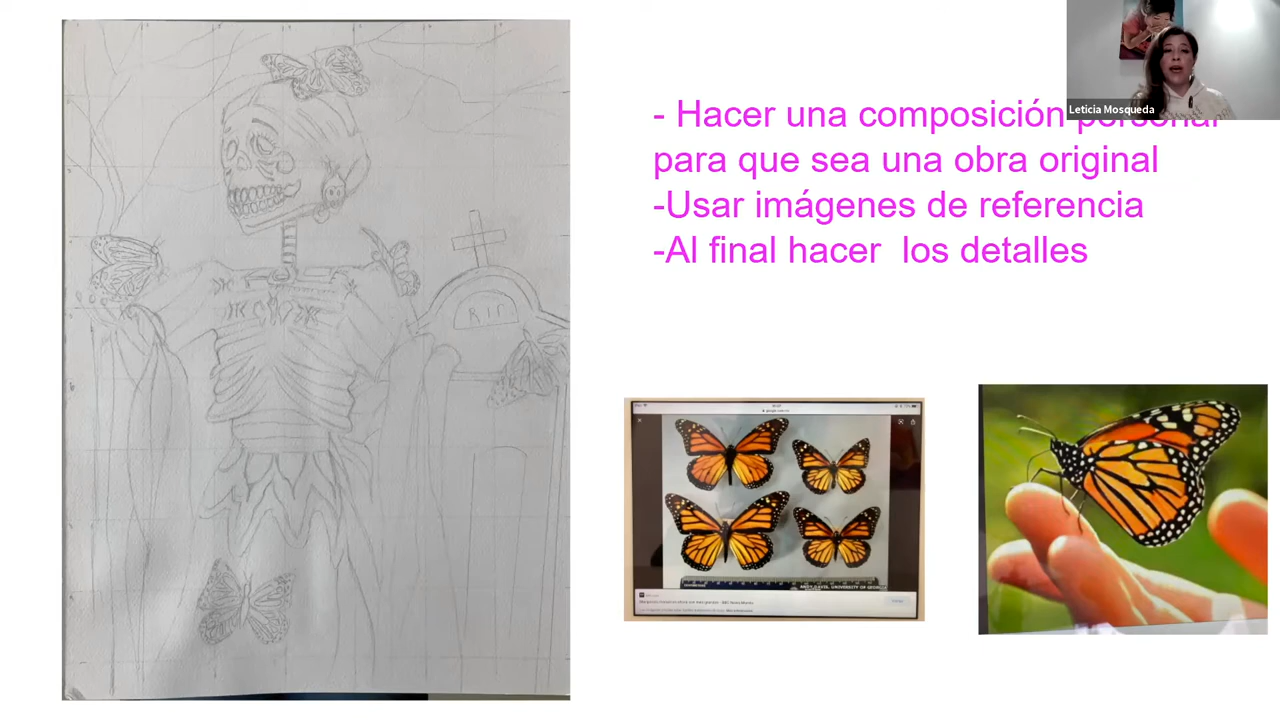 - Hacer una composición personal
para que sea una obra original
-Usar imágenes de referencia
-Al final hacer los detalles
Leticia Mosqueda
RIP